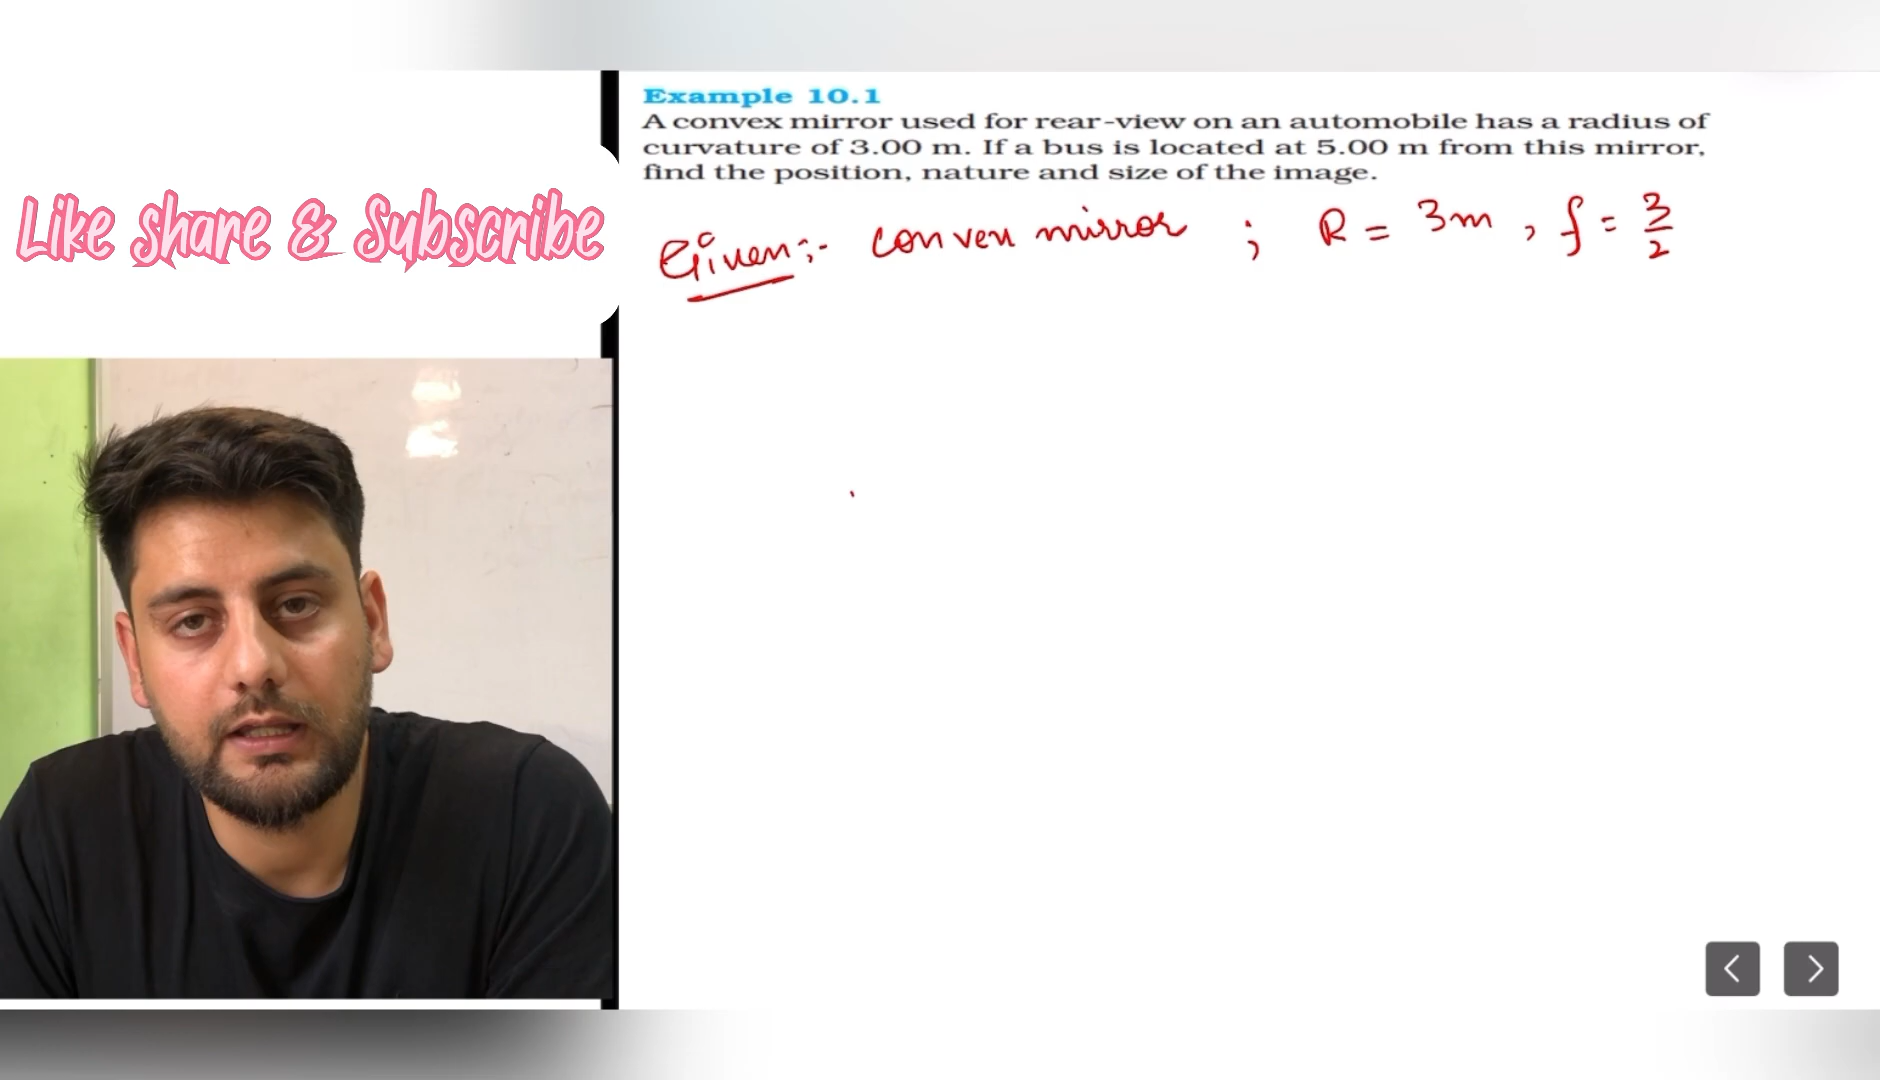 Like share & Subscribe
Example 10.1
A convex mirror used for rear-view on an automobile has a radius of
curvature of 3.00 m. If a bus is located at 5.00 m from this mirror,
find the position, nature and size of the image.
Given:- convex mirror ; R = 3m , f = 3/2